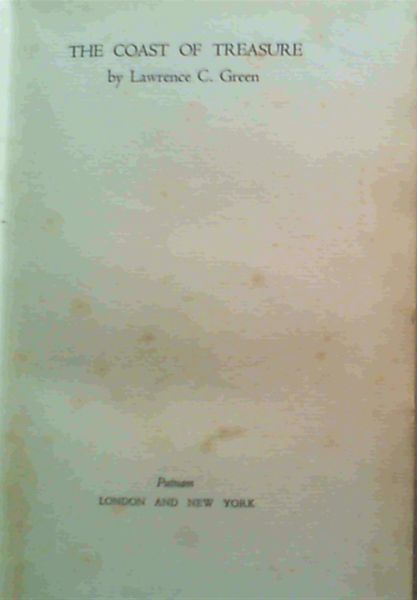 THE COAST OF TREASURE
by Lawrence C. Green
Putnam
LONDON AND NEW YORK